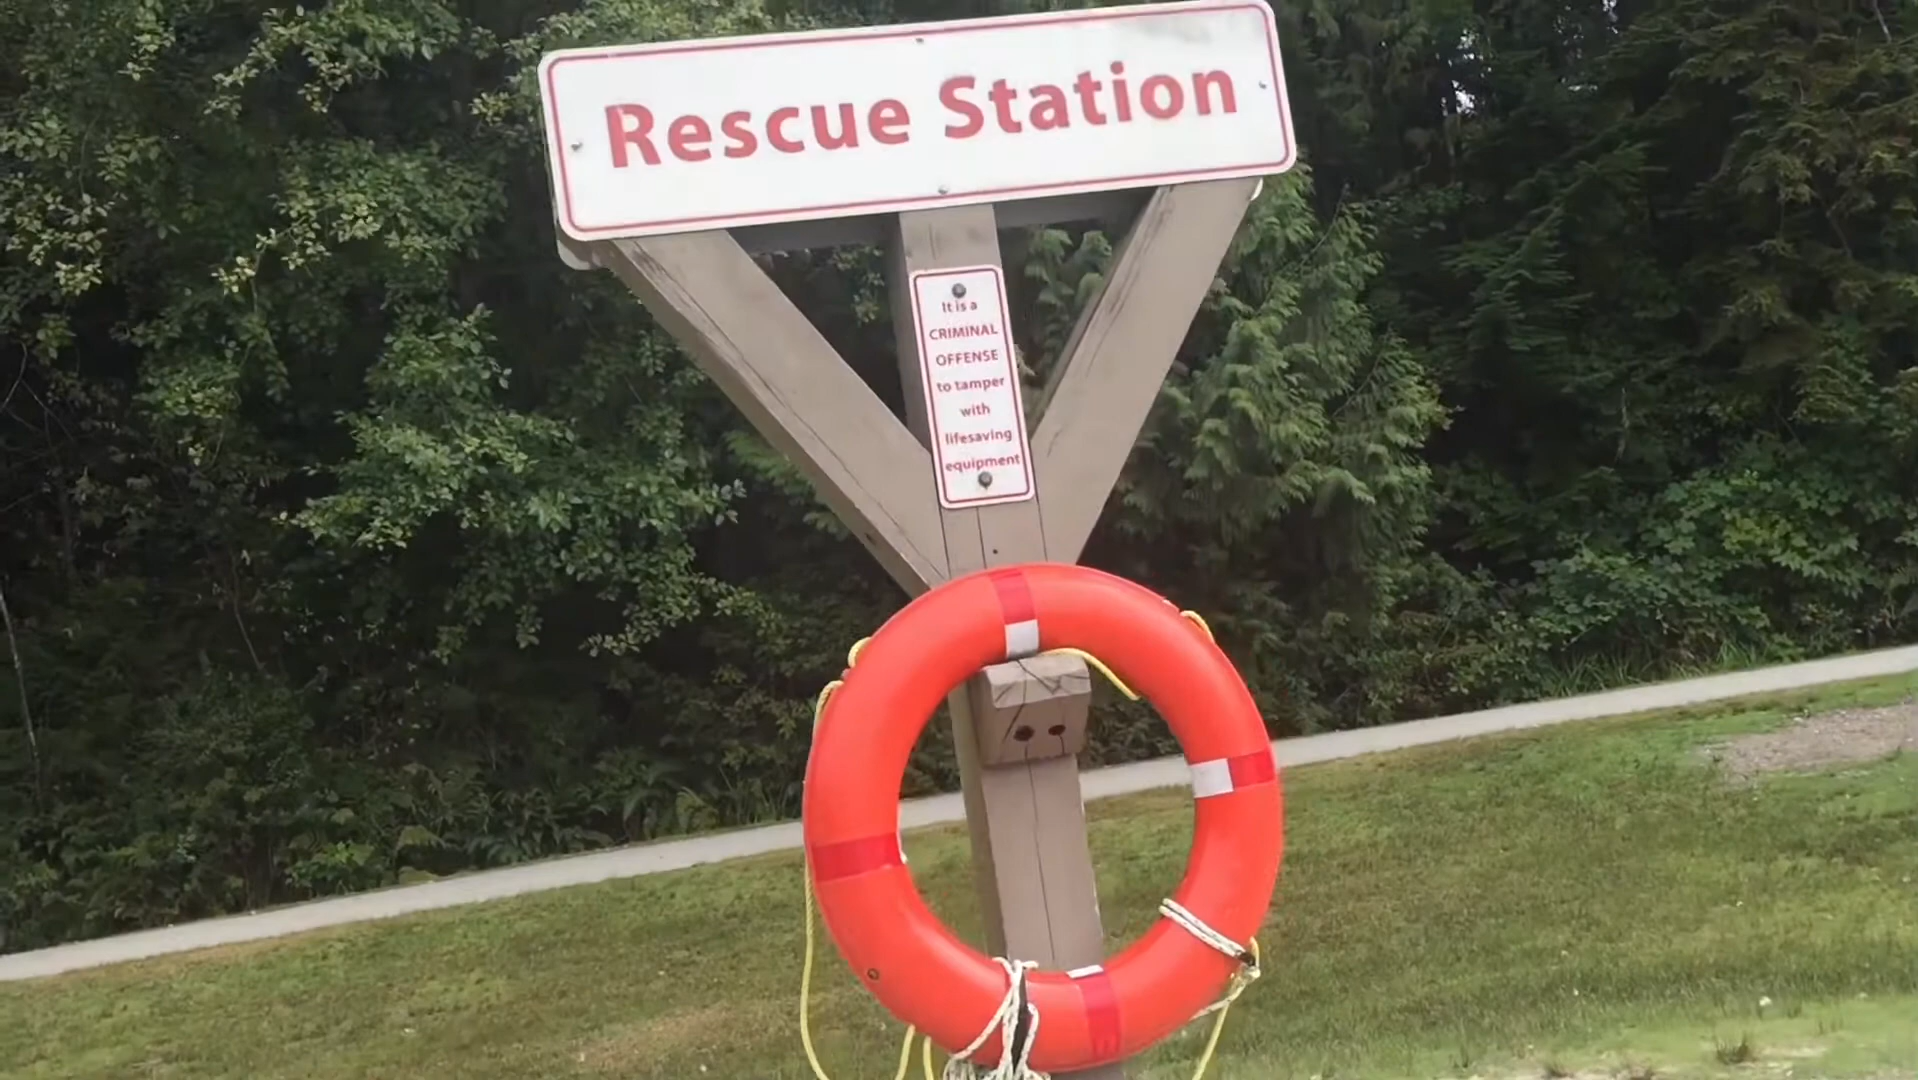 Rescue Station
It is a
CRIMINAL
OFFENSE
to tamper
with
lifesaving
equipment